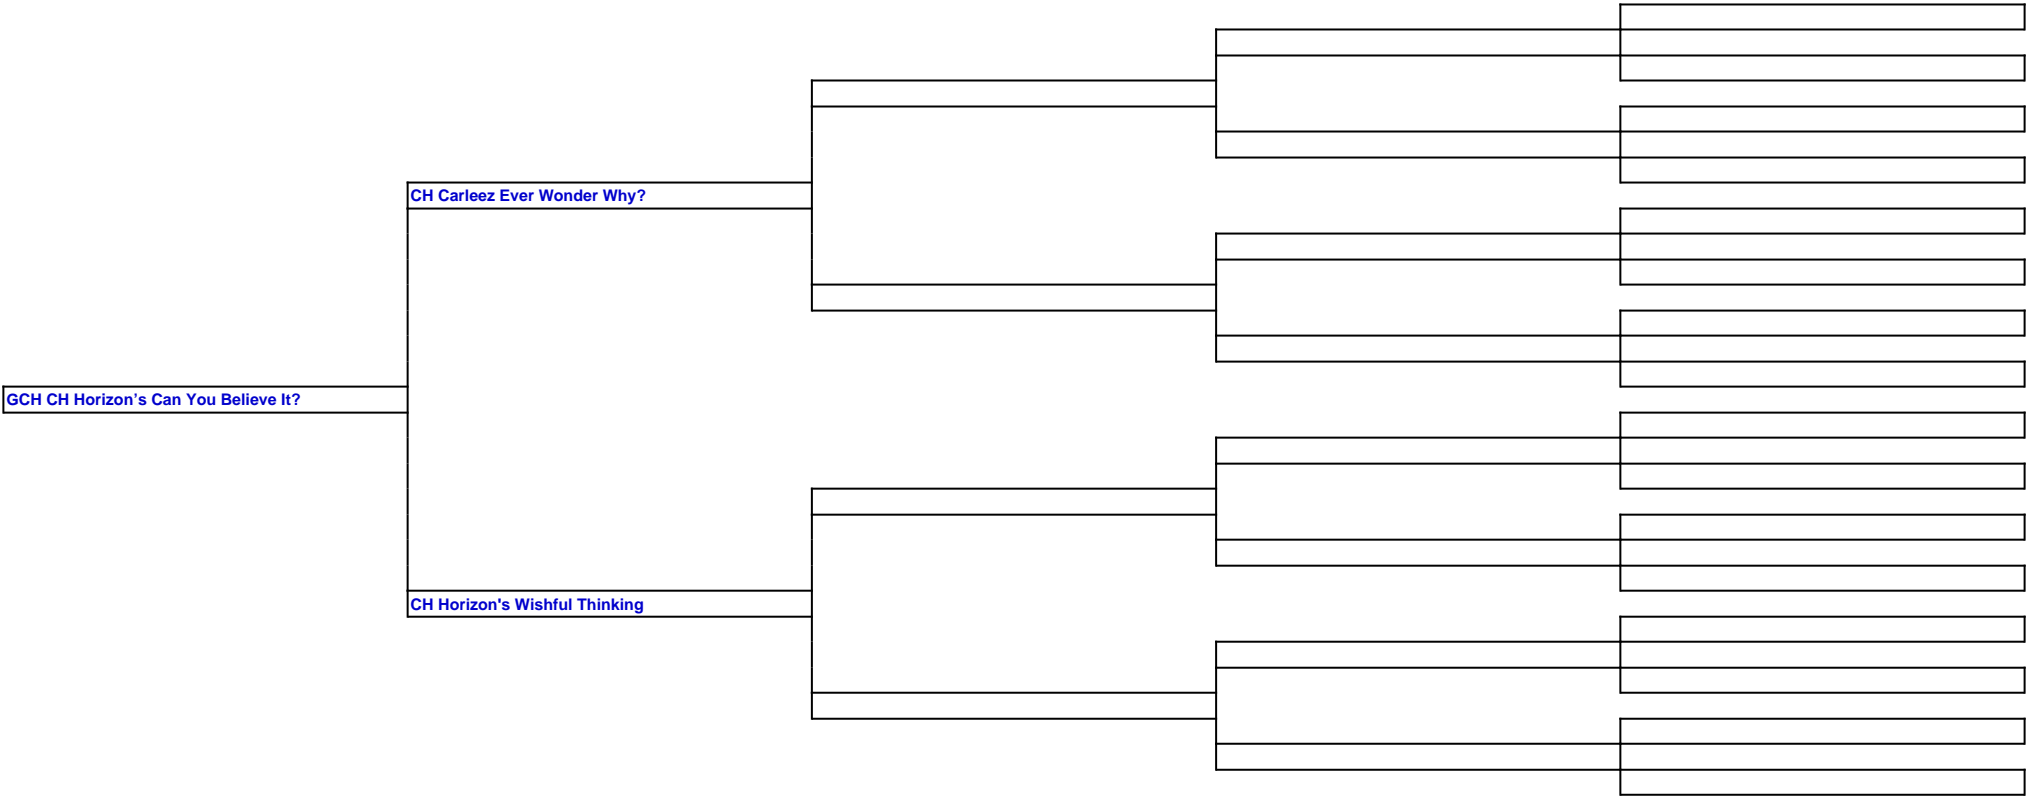 CH Carleez Ever Wonder Why?
GCH CH Horizon’s Can You Believe It?
CH Horizon's Wishful Thinking